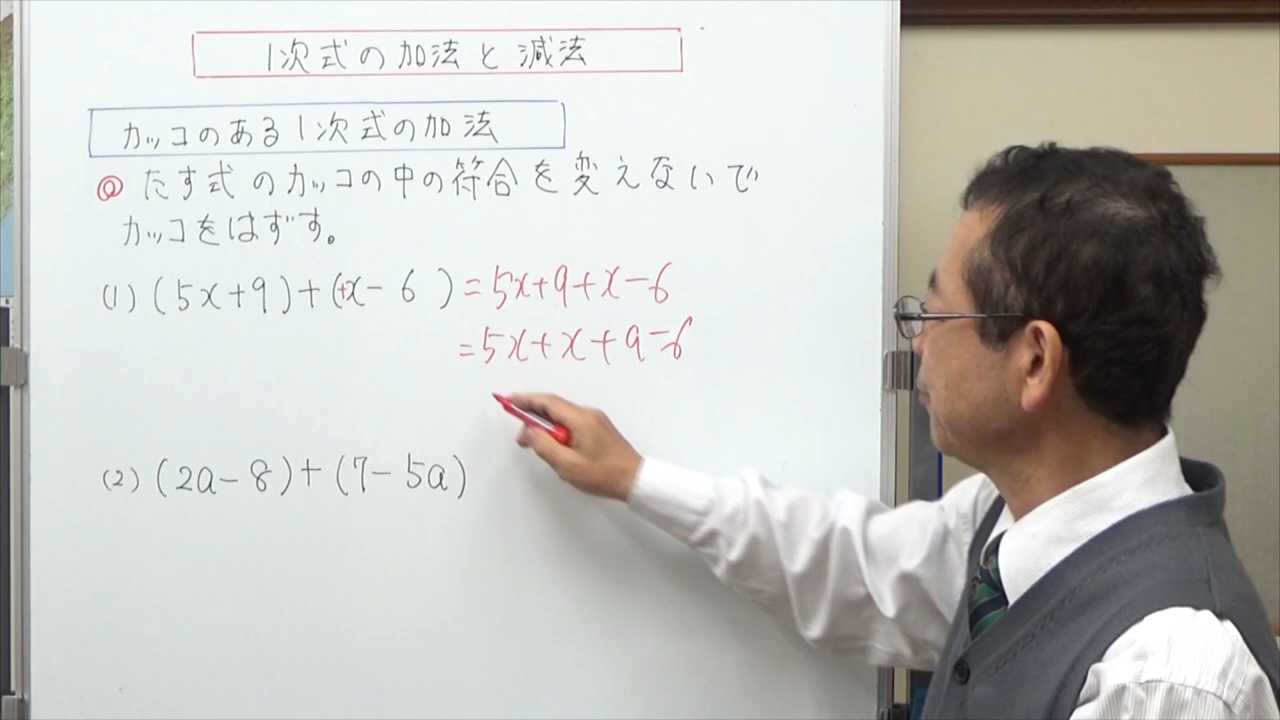 1次式の加法と減法
カッコのある1次式の加法
◎ たす式のカッコの中の符合を変えないで
カッコをはずす。
(1) (5x+9)+(+x-6)=5x+9+x-6
=5x+x+9-6
(2) (2a-8)+(7-5a)